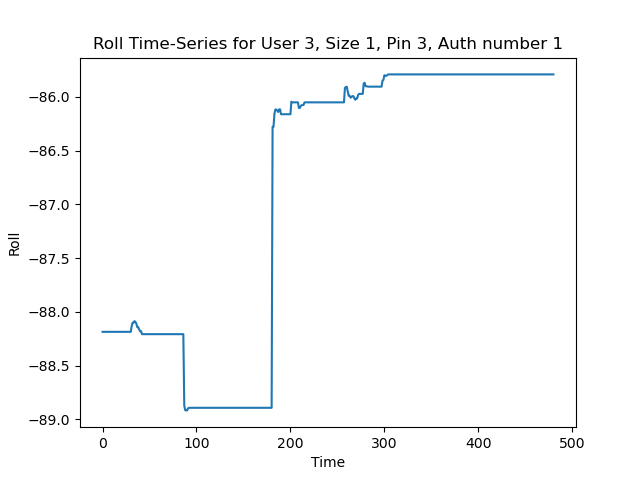 Roll Time-Series for User 3, Size 1, Pin 3, Auth number 1
−86.0
−86.5
−87.0
−87.5
−88.0
−88.5
−89.0
Roll
0 100 200 300 400 500
Time